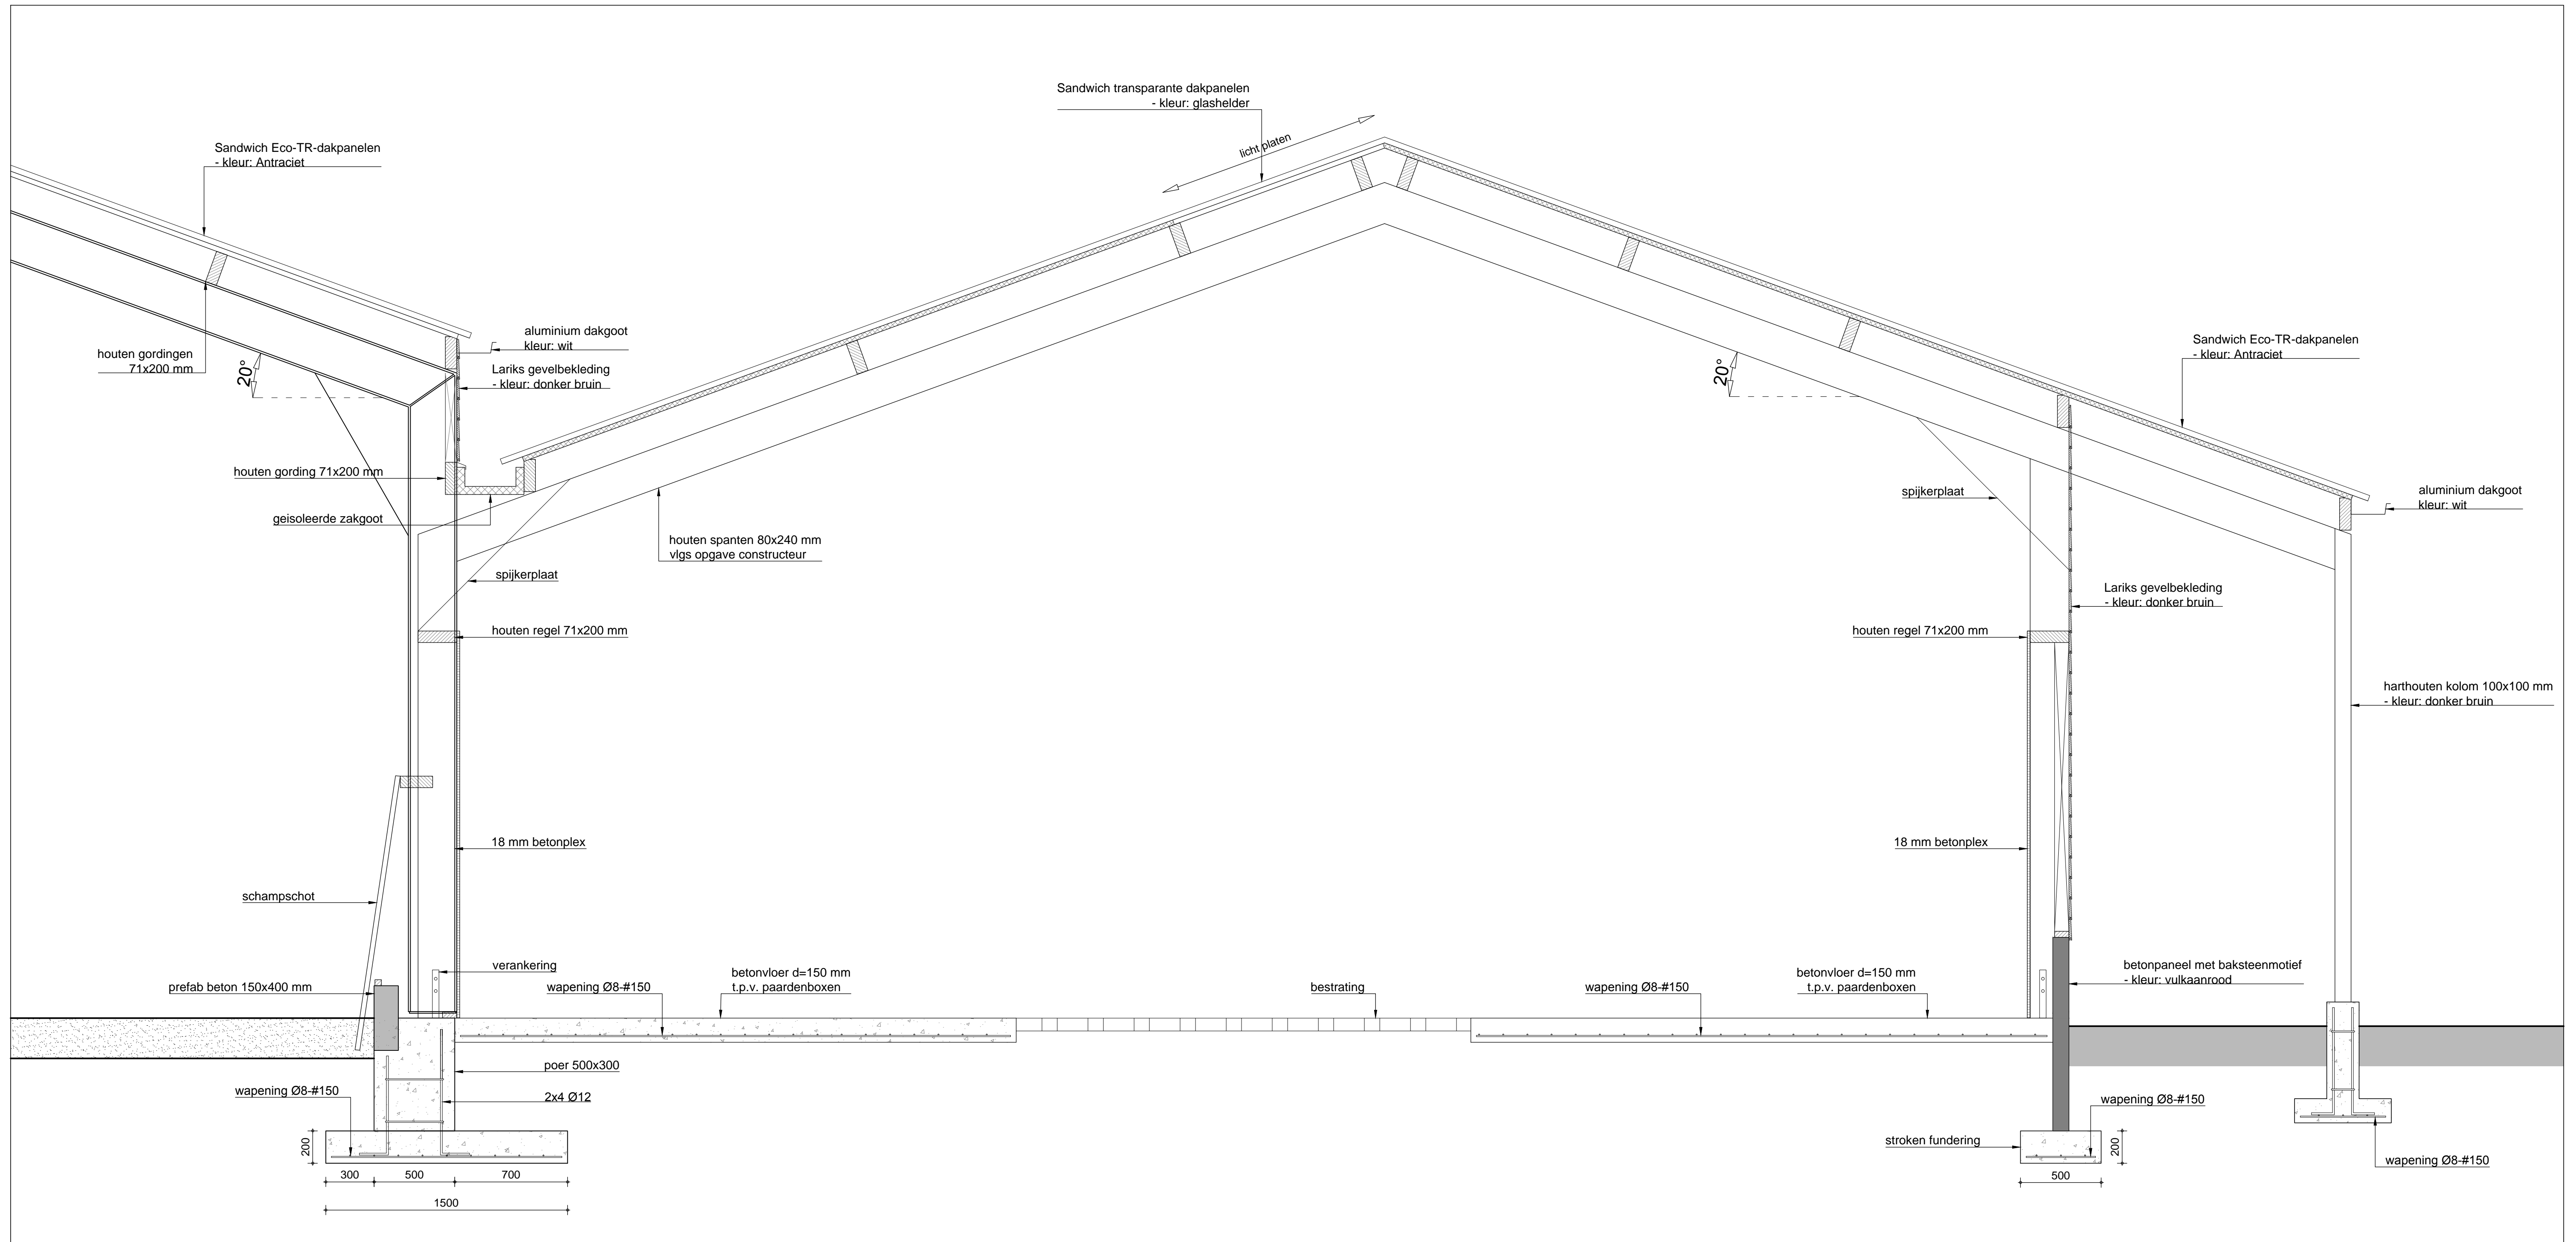 Sandwich transparante dakpanelen
- kleur: glashelder
licht platen
Sandwich Eco-TR-dakpanelen
- kleur: Antraciet
houten gordingen
71x200 mm
20°
aluminium dakgoot
kleur: wit
Lariks gevelbekleding
- kleur: donker bruin
houten gording 71x200 mm
geisoleerde zakgoot
houten spanten 80x240 mm
vlgs opgave constructeur
spijkerplaat
houten regel 71x200 mm
18 mm betonplex
schampschot
verankering
prefab beton 150x400 mm
wapening Ø8-#150
betonvloer d=150 mm
t.p.v. paardenboxen
bestrating
wapening Ø8-#150
betonvloer d=150 mm
t.p.v. paardenboxen
poer 500x300
wapening Ø8-#150
2x4 Ø12
200
300
500
700
1500
20°
Sandwich Eco-TR-dakpanelen
- kleur: Antraciet
spijkerplaat
aluminium dakgoot
kleur: wit
Lariks gevelbekleding
- kleur: donker bruin
houten regel 71x200 mm
harthouten kolom 100x100 mm
- kleur: donker bruin
18 mm betonplex
betonpaneel met baksteenmotief
- kleur: vulkaanrood
wapening Ø8-#150
stroken fundering
200
500
wapening Ø8-#150